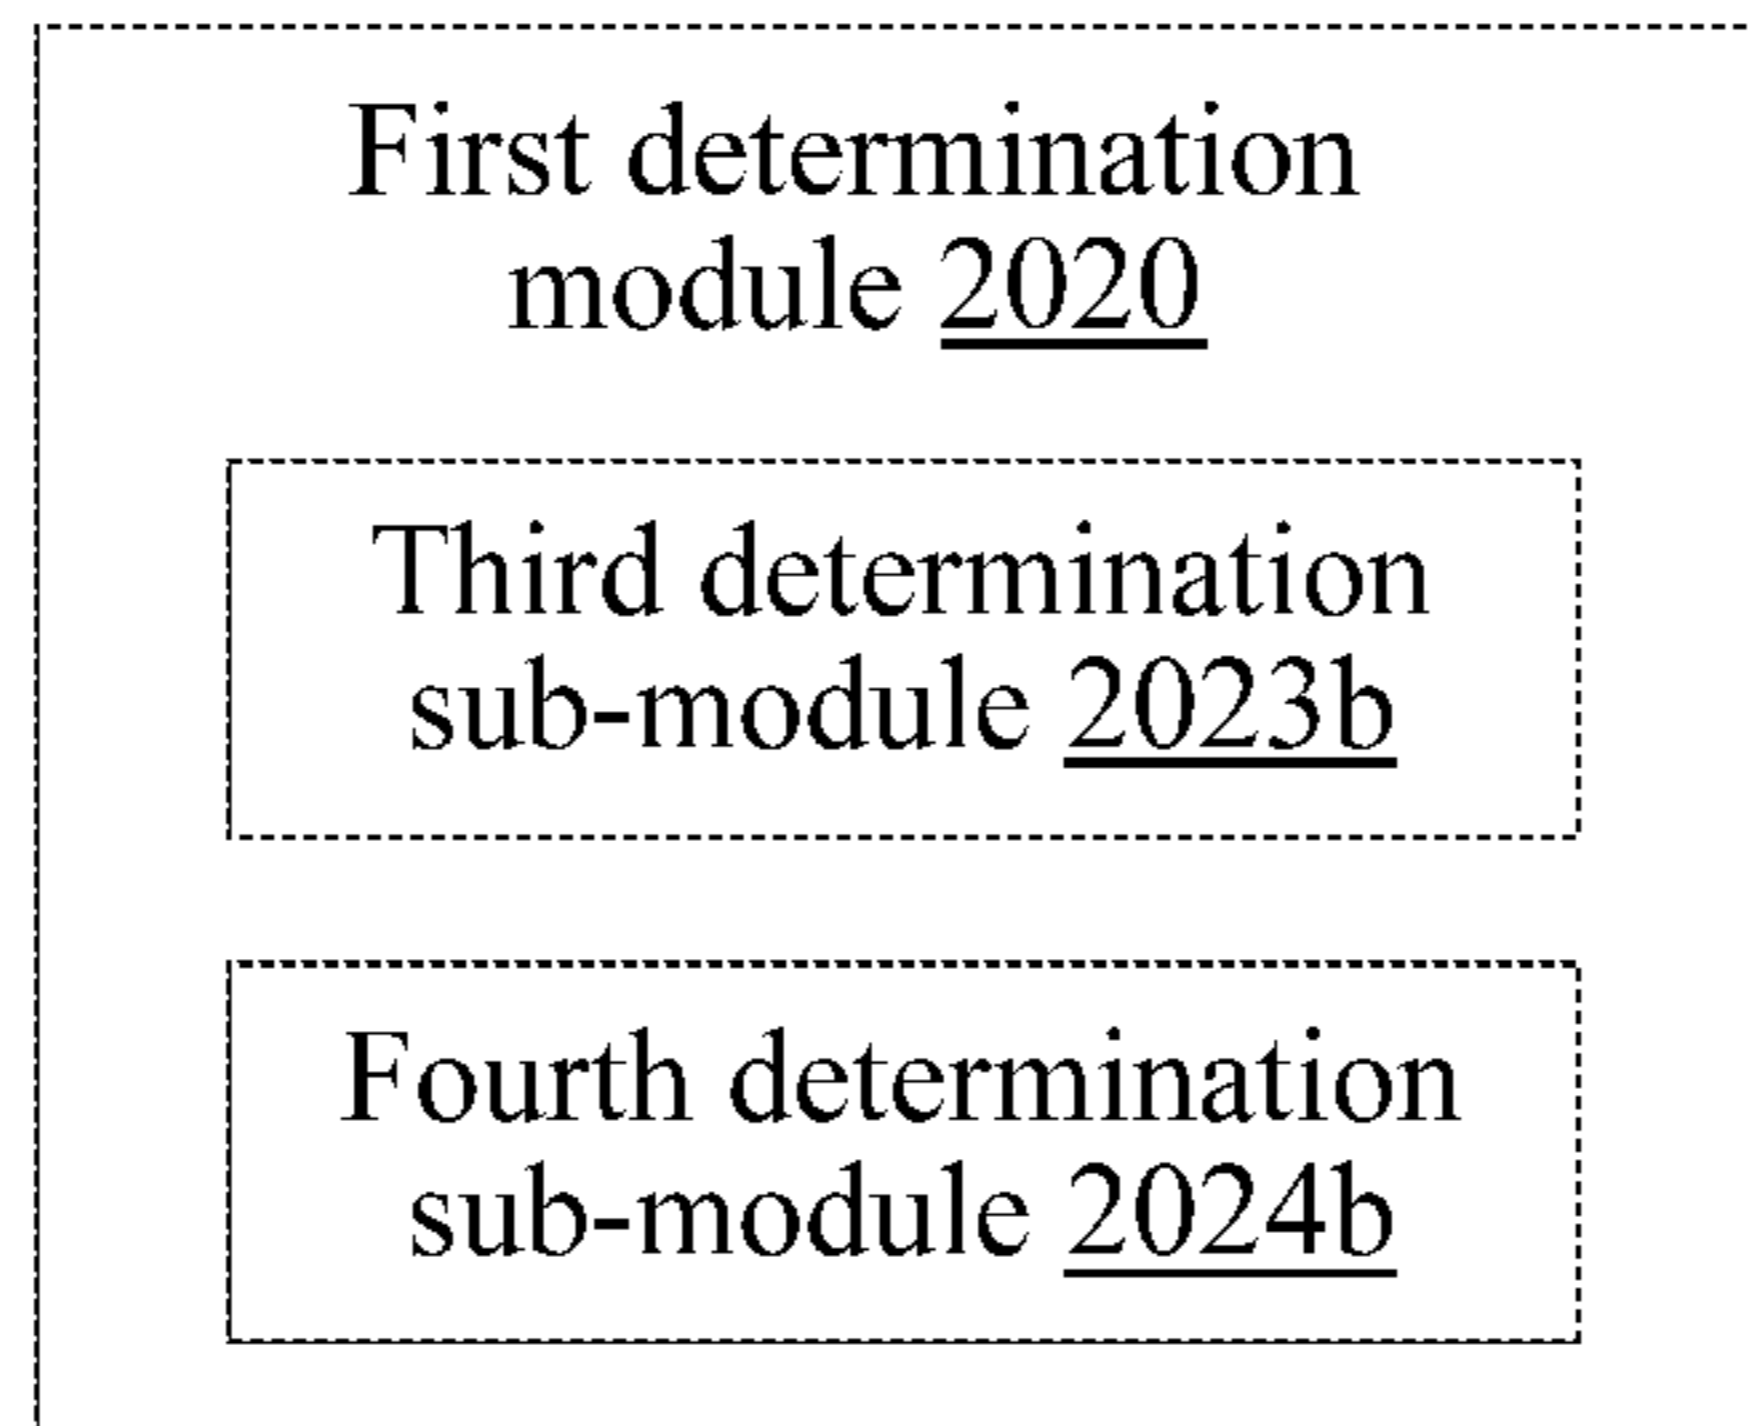 First determination
module 2020
Third determination
sub-module 2023b
Fourth determination
sub-module 2024b